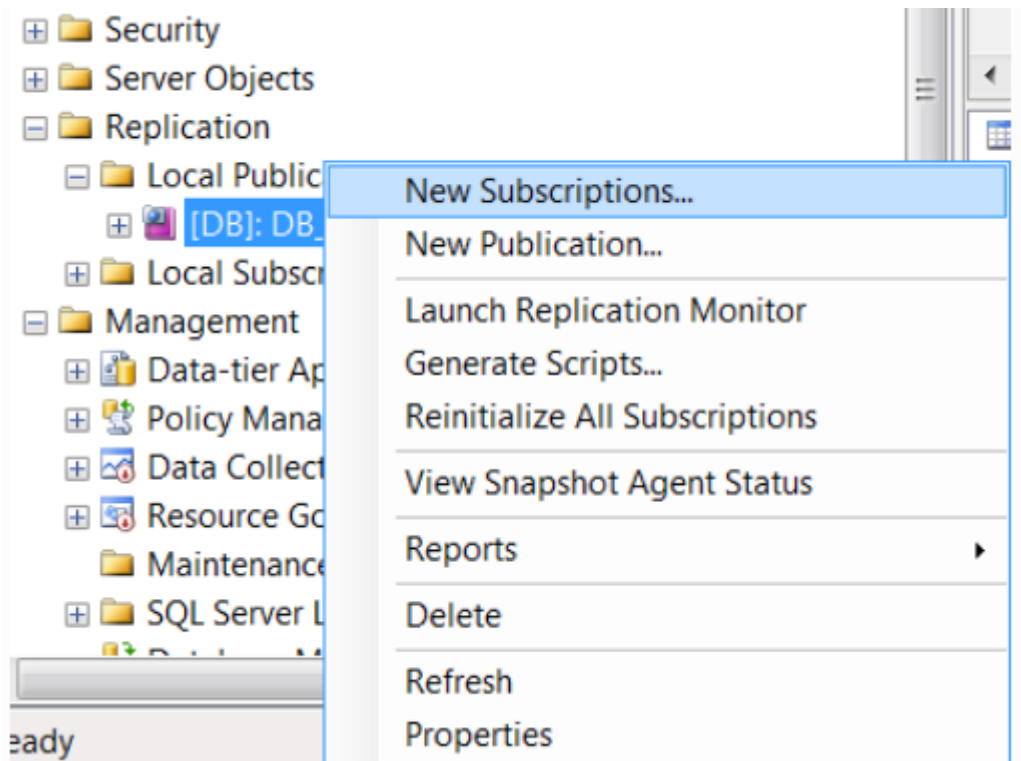 Security
Server Objects
Replication
Local Public
[DB]: DB_
Local Subscr
Management
Data-tier Ap
Policy Mana
Data Collect
Resource Go
Maintenance
SQL Server L
eady
New Subscriptions...
New Publication...
Launch Replication Monitor
Generate Scripts...
Reinitialize All Subscriptions
View Snapshot Agent Status
Reports
Delete
Refresh
Properties